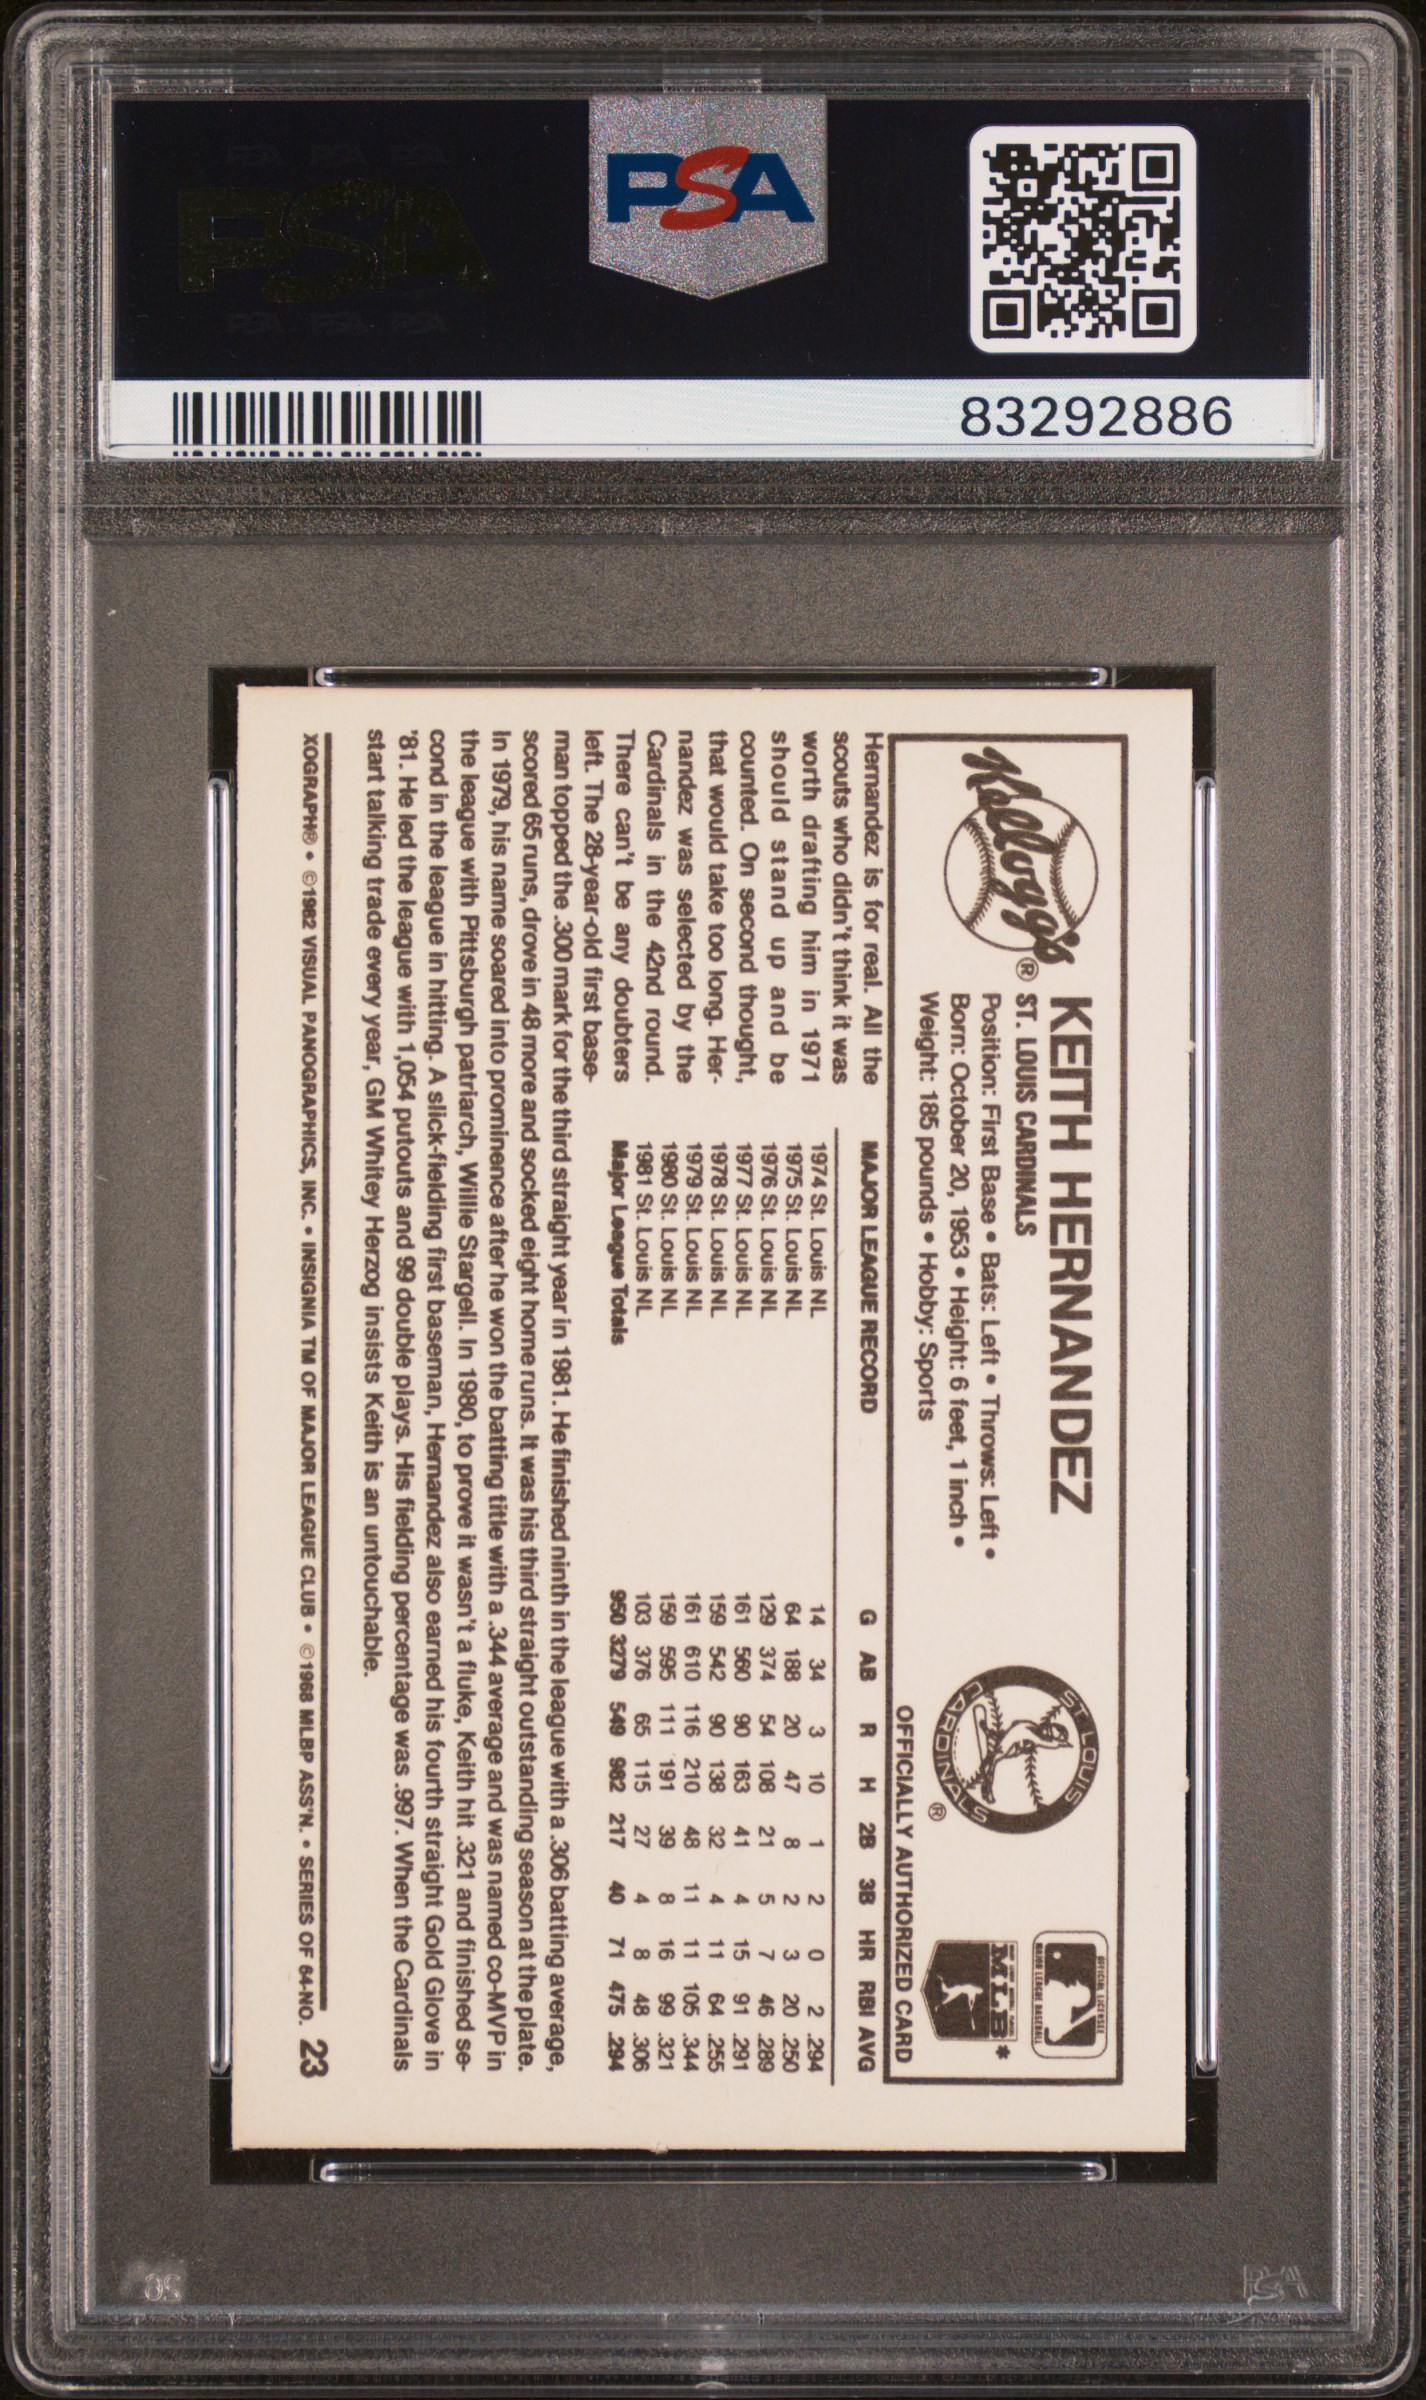 PSA PSA PSA
PSA
PSA PSA PSA
PSA
83292886
Kellogg's®
KEITH HERNANDEZ
ST. LOUIS CARDINALS
Position: First Base • Bats: Left • Throws: Left •
Born: October 20, 1953 • Height: 6 feet, 1 inch •
Weight: 185 pounds • Hobby: Sports
ST. LOUIS
CARDINALS ®
OFFICIAL LICENSEE
MAJOR LEAGUE BASEBALL
MLB*
OFFICIALLY AUTHORIZED CARD
Hernandez is for real. All the
scouts who didn't think it was
worth drafting him in 1971
should stand up and be
counted. On second thought,
that would take too long. Her-
nandez was selected by the
Cardinals in the 42nd round.
There can't be any doubters
left. The 28-year-old first base-
MAJOR LEAGUE RECORD G AB R H 2B 3B HR RBI AVG
1974 St. Louis NL 14 34 3 10 1 2 0 2 .294
1975 St. Louis NL 64 188 20 47 8 2 3 20 .250
1976 St. Louis NL 129 374 54 108 21 5 7 46 .289
1977 St. Louis NL 161 560 90 163 41 4 15 91 .291
1978 St. Louis NL 159 542 90 138 32 4 11 64 .255
1979 St. Louis NL 161 610 116 210 48 11 11 105 .344
1980 St. Louis NL 159 595 111 191 39 8 16 99 .321
1981 St. Louis NL 103 376 65 115 27 4 8 48 .306
Major League Totals 950 3279 549 982 217 40 71 475 .294
man topped the .300 mark for the third straight year in 1981. He finished ninth in the league with a .306 batting average,
scored 65 runs, drove in 48 more and socked eight home runs. It was his third straight outstanding season at the plate.
In 1979, his name soared into prominence after he won the batting title with a .344 average and was named co-MVP in
the league with Pittsburgh patriarch, Willie Stargell. In 1980, to prove it wasn't a fluke, Keith hit .321 and finished se-
cond in the league in hitting. A slick-fielding first baseman, Hernandez also earned his fourth straight Gold Glove in
'81. He led the league with 1,054 putouts and 99 double plays. His fielding percentage was .997. When the Cardinals
start talking trade every year, GM Whitey Herzog insists Keith is an untouchable.
XOGRAPH® • ©1982 VISUAL PANOGRAPHICS, INC. • INSIGNIA TM OF MAJOR LEAGUE CLUB • ©1968 MLBP ASS'N. • SERIES OF 64-NO. 23
PSA